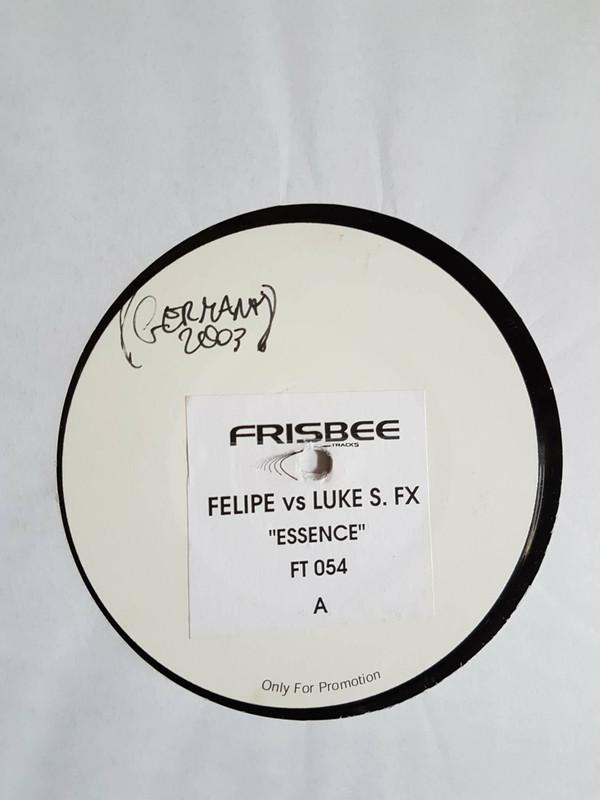 (GERMANY)
2003
FRISBEE
TRACKS
FELIPE vs LUKE S. FX
"ESSENCE"
FT 054
A
Only For Promotion